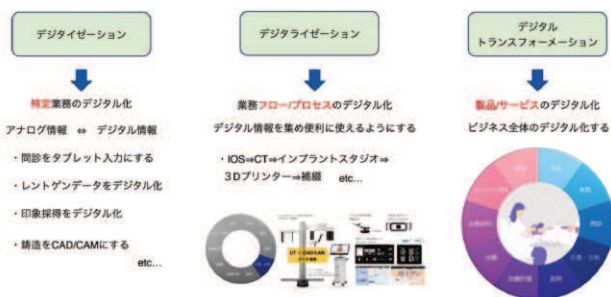 デジタイゼーション
特定業務のデジタル化
アナログ情報 ⇔ デジタル情報
・問診をタブレット入力にする
・レントゲンデータをデジタル化
・印象採得をデジタル化
・鋳造をCAD/CAMにする
etc...
デジタライゼーション
業務フロー/プロセスのデジタル化
デジタル情報を集め便利に使えるようにする
・IOS⇒CT⇒インプラントスタジオ⇒
3Dプリンター⇒補綴 etc...
デジタル
トランスフォーメーション
製品/サービスのデジタル化
ビジネス全体のデジタル化する